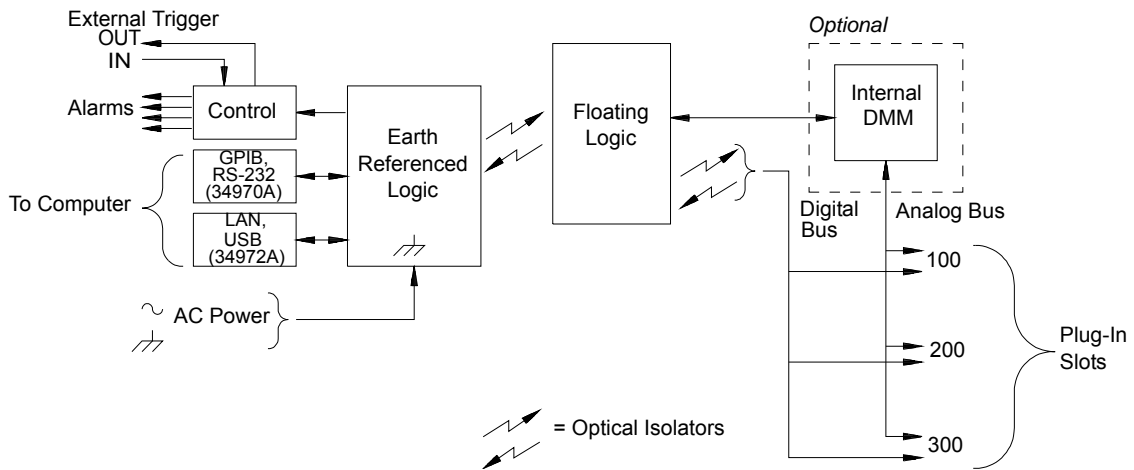 External Trigger
OUT
IN
Alarms
Control
GPIB,
RS-232
(34970A)
LAN,
USB
(34972A)
To Computer
AC Power
Earth
Referenced
Logic
Floating
Logic
Optional
Internal
DMM
Digital
Bus
Analog Bus
100
200
300
Plug-In
Slots
= Optical Isolators